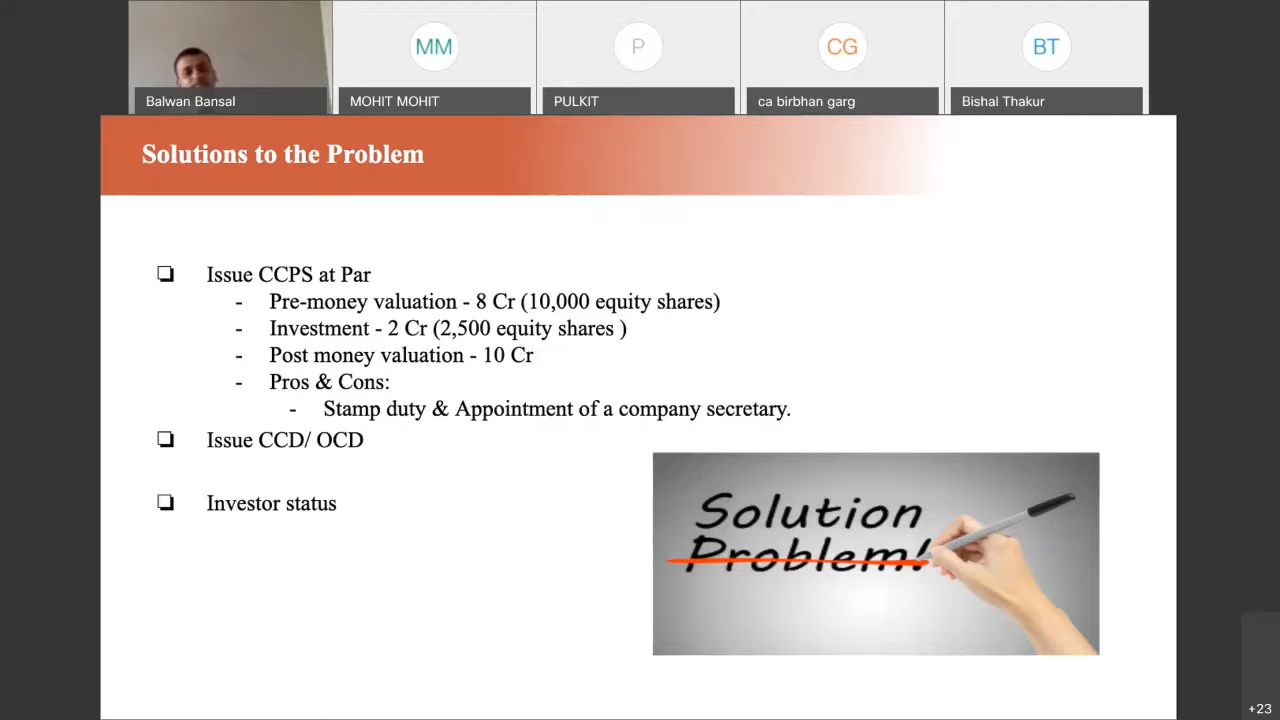 MM
P
CG
BT
Balwan Bansal
MOHIT MOHIT
PULKIT
ca birbhan garg
Bishal Thakur
Solutions to the Problem
❏ Issue CCPS at Par
- Pre-money valuation - 8 Cr (10,000 equity shares)
- Investment - 2 Cr (2,500 equity shares )
- Post money valuation - 10 Cr
- Pros & Cons:
- Stamp duty & Appointment of a company secretary.
❏ Issue CCD/ OCD
❏ Investor status
Solution
Problem!
+23